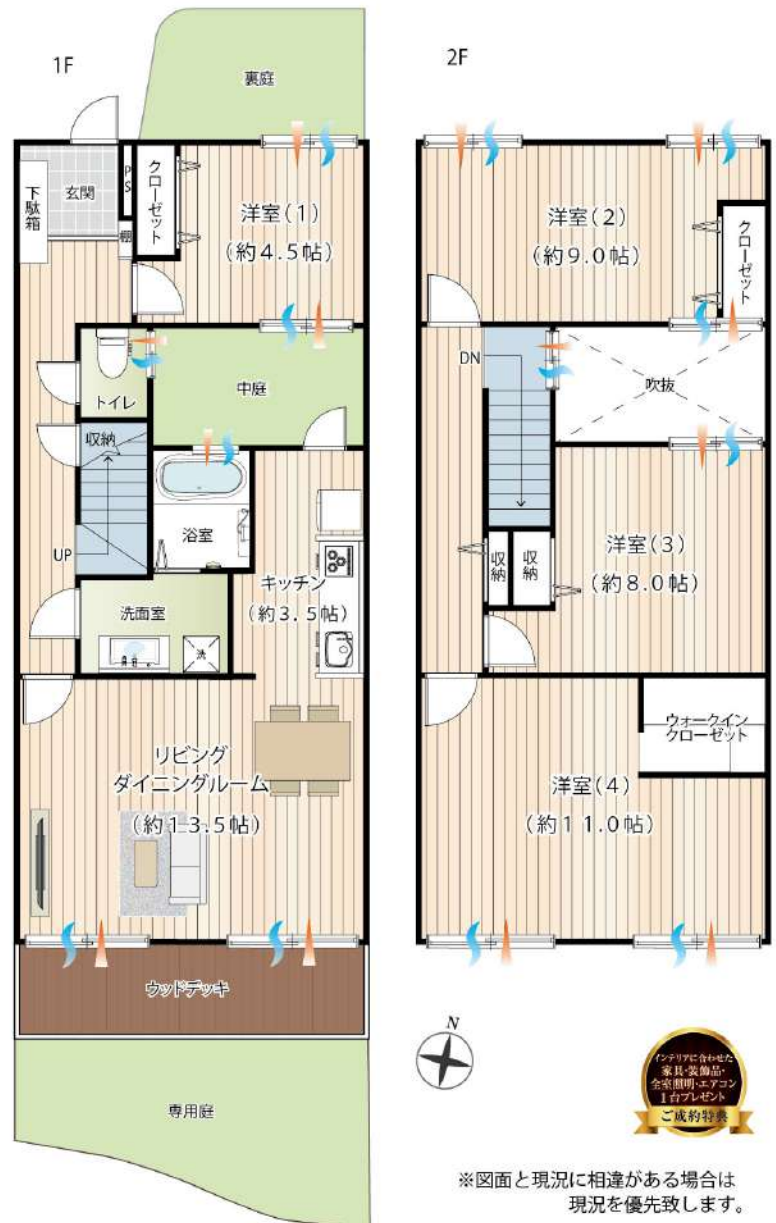 1F
裏庭
玄関
下駄箱
PS
棚
クローゼット
洋室(1)
(約4.5帖)
トイレ
中庭
収納
UP
浴室
キッチン
(約3.5帖)
洗面室
洗
リビング
ダイニングルーム
(約13.5帖)
ウッドデッキ
専用庭
2F
洋室(2)
(約9.0帖)
クローゼット
DN
吹抜
収納
収納
洋室(3)
(約8.0帖)
ウォークイン
クローゼット
洋室(4)
(約11.0帖)
N
インテリアに合わせた
家具・装飾品・
全室照明・エアコン
1台プレゼント
ご成約特典
※図面と現況に相違がある場合は
現況を優先致します。